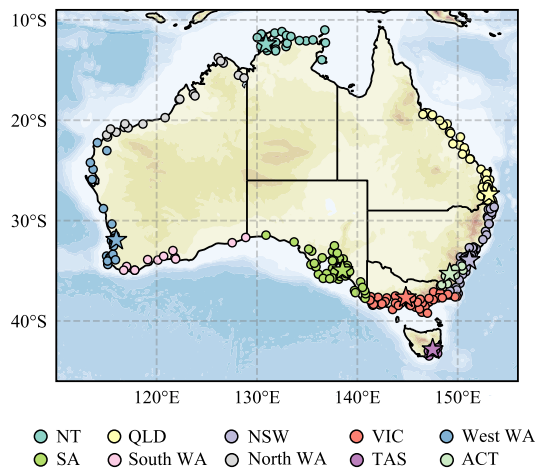 10°S
20°S
30°S
40°S
120°E 130°E 140°E 150°E
NT QLD NSW VIC West WA
SA South WA North WA TAS ACT